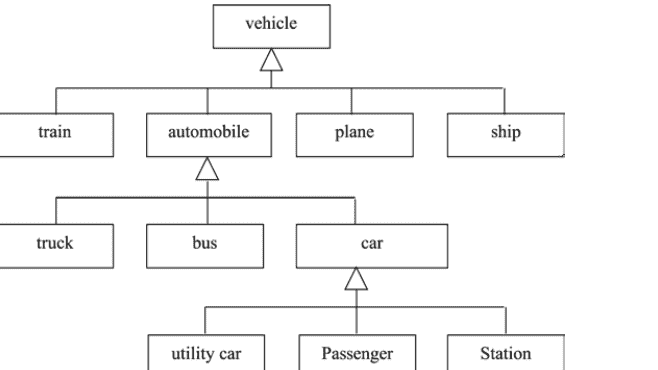 vehicle
train
automobile
plane
ship
truck
bus
car
utility car
Passenger
Station